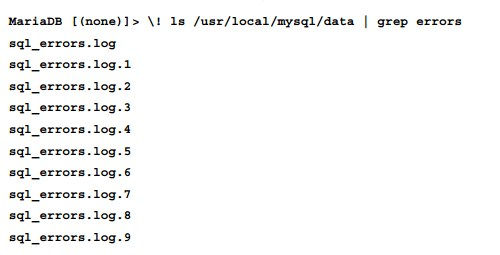 MariaDB [(none)]> \! ls /usr/local/mysql/data | grep errors
sql_errors.log
sql_errors.log.1
sql_errors.log.2
sql_errors.log.3
sql_errors.log.4
sql_errors.log.5
sql_errors.log.6
sql_errors.log.7
sql_errors.log.8
sql_errors.log.9